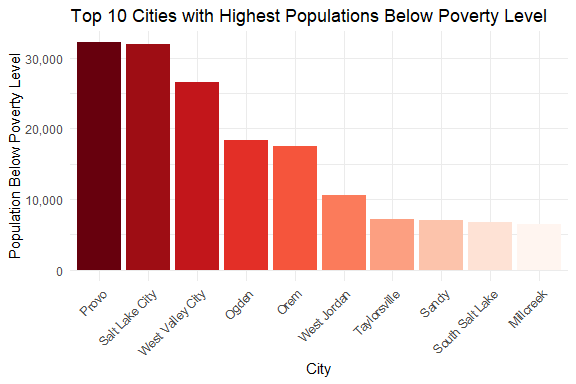 Top 10 Cities with Highest Populations Below Poverty Level
Population Below Poverty Level
30,000
20,000
10,000
0
Provo
Salt Lake City
West Valley City
Ogden
Orem
West Jordan
Taylorsville
Sandy
South Salt Lake
Millcreek
City